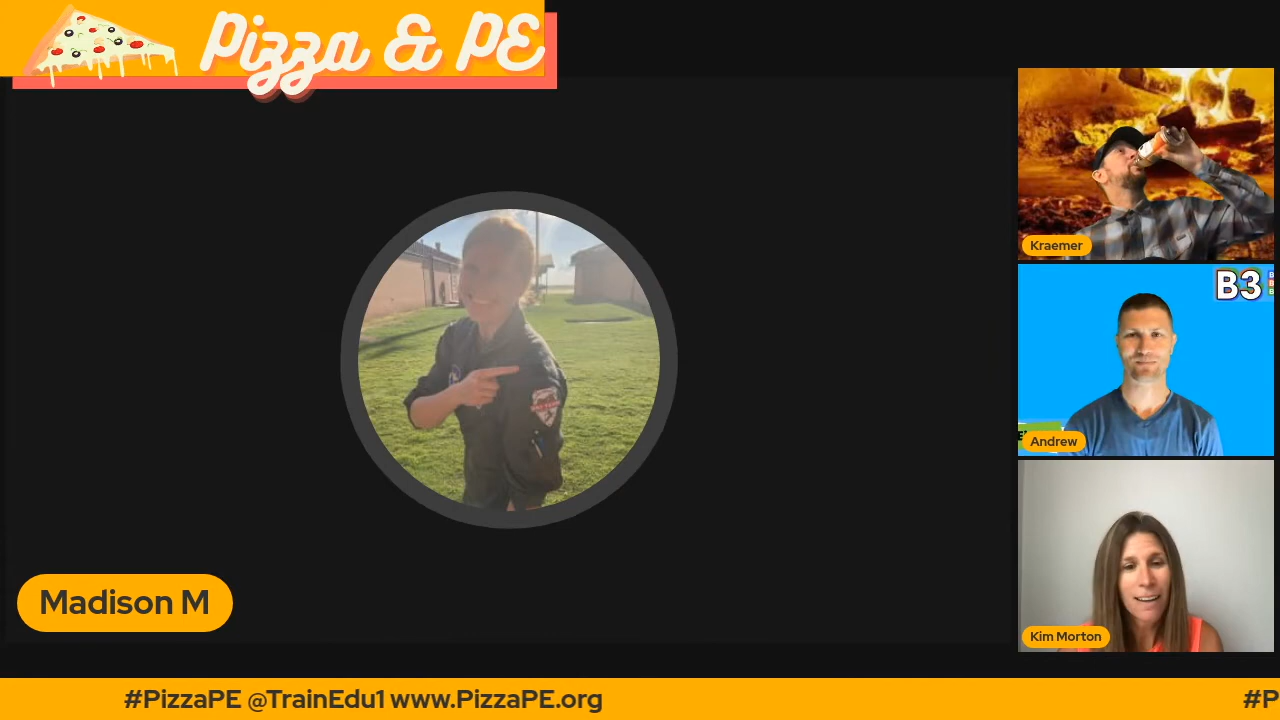 Pizza & PE
Kraemer
B3
Andrew
Kim Morton
Madison M
#PizzaPE @TrainEdu1 www.PizzaPE.org
#P